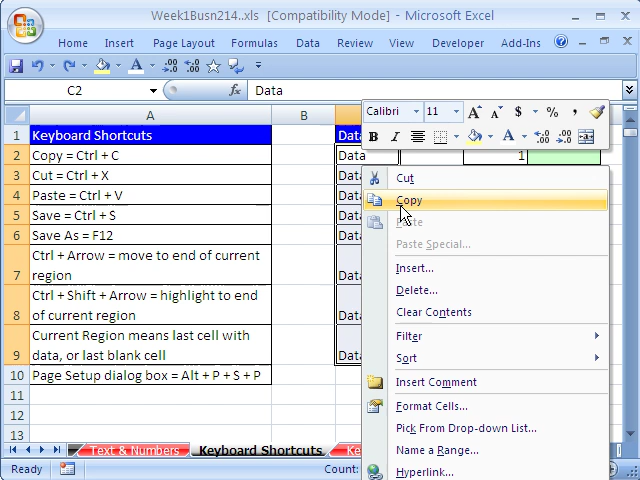 Week1Busn214..xls [Compatibility Mode] - Microsoft Excel
Home Insert Page Layout Formulas Data Review View Developer Add-Ins
C2 fx Data
Calibri 11 A A $ % ,
B I A
A B
1 Keyboard Shortcuts Data
2 Copy = Ctrl + C Data 1
3 Cut = Ctrl + X Data
4 Paste = Ctrl + V Data
5 Save = Ctrl + S Data
6 Save As = F12 Data
7 Ctrl + Arrow = move to end of current
region Data
8 Ctrl + Shift + Arrow = highlight to end
of current region Data
9 Current Region means last cell with
data, or last blank cell Data
10 Page Setup dialog box = Alt + P + S + P
11
12
13
Cut
Copy
Paste
Paste Special...
Insert...
Delete...
Clear Contents
Filter
Sort
Insert Comment
Format Cells...
Pick From Drop-down List...
Name a Range...
Hyperlink...
Text & Numbers Keyboard Shortcuts
Ready Count: